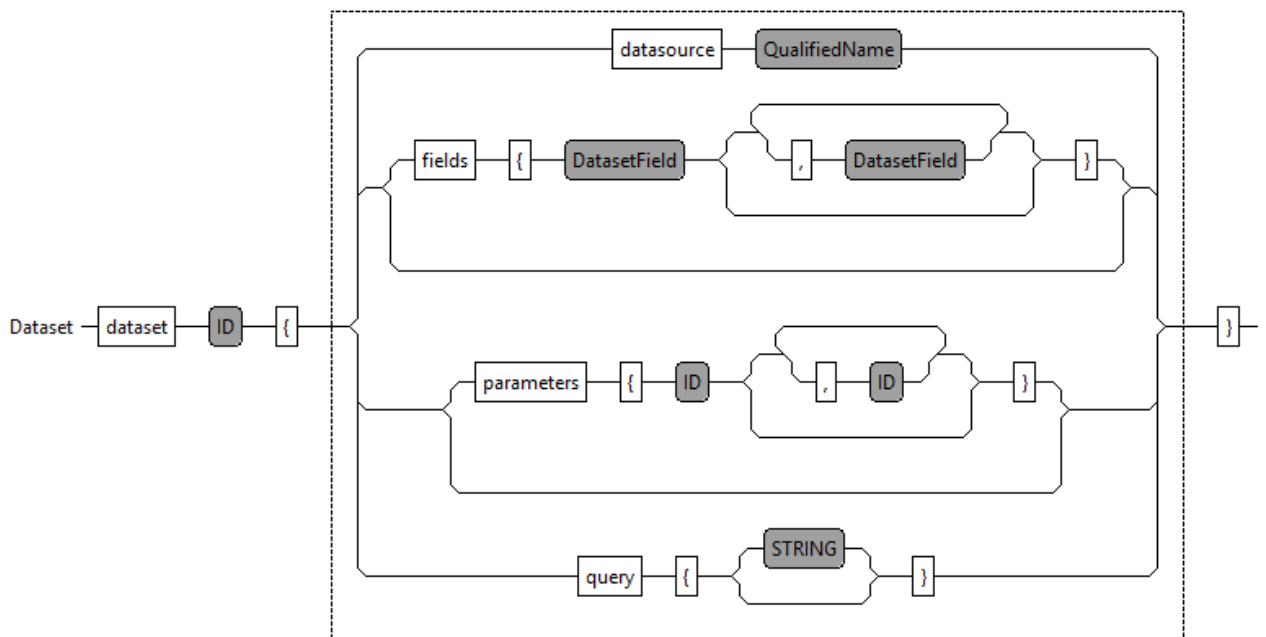 datasource QualifiedName
fields { DatasetField , DatasetField }
Dataset dataset ID { }
parameters { ID , ID }
query { STRING }